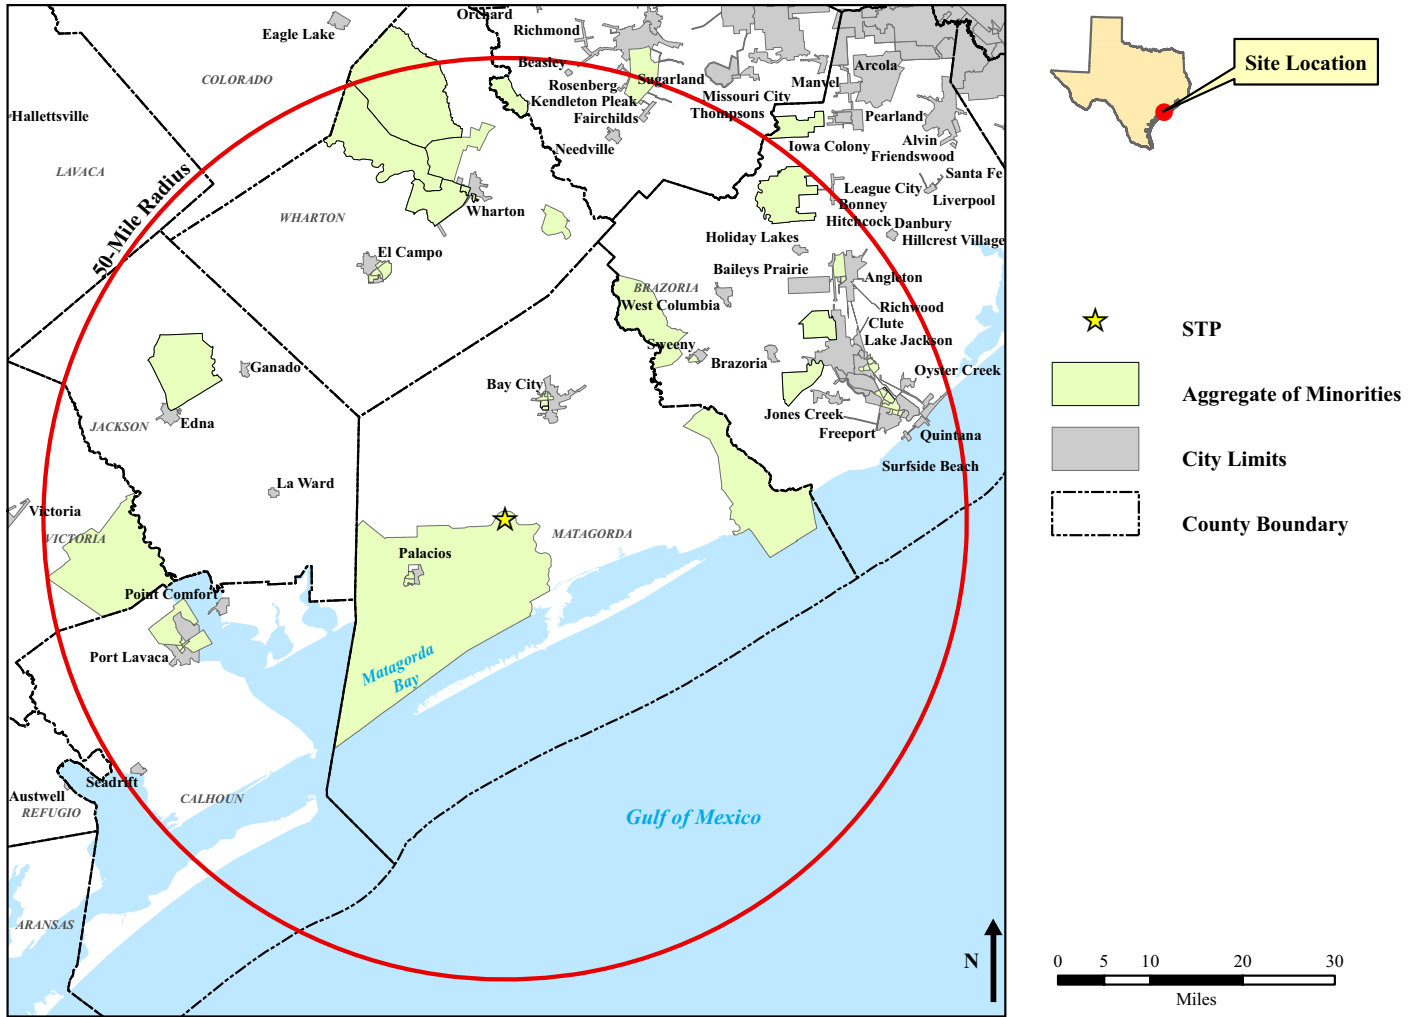 Orchard
Eagle Lake
Richmond
Beasley
COLORADO
Rosenberg
Sugarland
Manvel
Arcola
Missouri City
Kendleton Pleak
Thompsons
Hallettsville
Fairchilds
Pearland
Needville
Iowa Colony
Alvin
Friendswood
LAVACA
Santa Fe
League City
Liverpool
Bonney
50-Mile Radius
WHARTON
Wharton
Hitchcock
Danbury
Holiday Lakes
Hillcrest Village
El Campo
Baileys Prairie
Angleton
BRAZORIA
West Columbia
Richwood
Clute
Sweeny
Lake Jackson
Brazoria
Ganado
Oyster Creek
Bay City
Jones Creek
Edna
JACKSON
Freeport
Quintana
Surfside Beach
La Ward
Victoria
VICTORIA
MATAGORDA
Palacios
Point Comfort
Port Lavaca
Matagorda
Bay
Seadrift
Austwell
CALHOUN
REFUGIO
Gulf of Mexico
ARANSAS
N
Site Location
STP
Aggregate of Minorities
City Limits
County Boundary
0 5 10 20 30
Miles